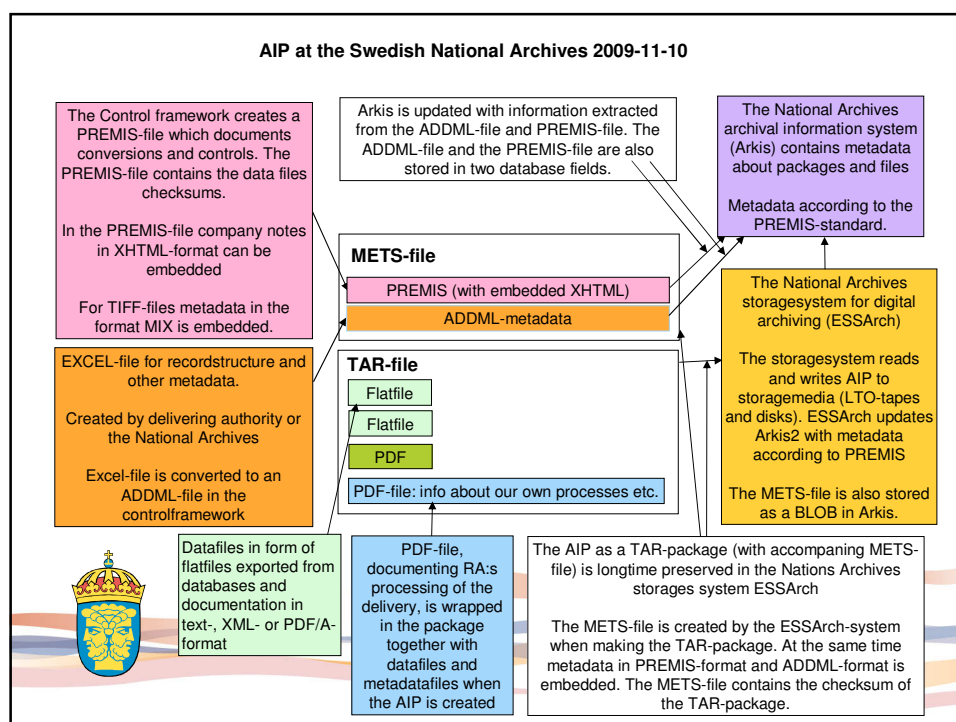 AIP at the Swedish National Archives 2009-11-10
The Control framework creates a
PREMIS-file which documents
conversions and controls. The
PREMIS-file contains the data files
checksums.
In the PREMIS-file company notes
in XHTML-format can be
embedded
For TIFF-files metadata in the
format MIX is embedded.
Arkis is updated with information extracted
from the ADDML-file and PREMIS-file. The
ADDML-file and the PREMIS-file are also
stored in two database fields.
The National Archives
archival information system
(Arkis) contains metadata
about packages and files
Metadata according to the
PREMIS-standard.
METS-file
PREMIS (with embedded XHTML)
ADDML-metadata
EXCEL-file for recordstructure and
other metadata.
Created by delivering authority or
the National Archives
Excel-file is converted to an
ADDML-file in the
controlframework
TAR-file
Flatfile
Flatfile
PDF
PDF-file: info about our own processes etc.
The National Archives
storagesystem for digital
archiving (ESSArch)
The storagesystem reads
and writes AIP to
storagemedia (LTO-tapes
and disks). ESSArch updates
Arkis2 with metadata
according to PREMIS
The METS-file is also stored
as a BLOB in Arkis.
Datafiles in form of
flatfiles exported from
databases and
documentation in
text-, XML- or PDF/A-
format
PDF-file,
documenting RA:s
processing of the
delivery, is wrapped
in the package
together with
datafiles and
metadatafiles when
the AIP is created
The AIP as a TAR-package (with accompaning METS-
file) is longtime preserved in the Nations Archives
storages system ESSArch
The METS-file is created by the ESSArch-system
when making the TAR-package. At the same time
metadata in PREMIS-format and ADDML-format is
embedded. The METS-file contains the checksum of
the TAR-package.